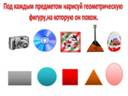 Под каждым предметом нарисуй геометрическую
фигуру,на которую он похож.